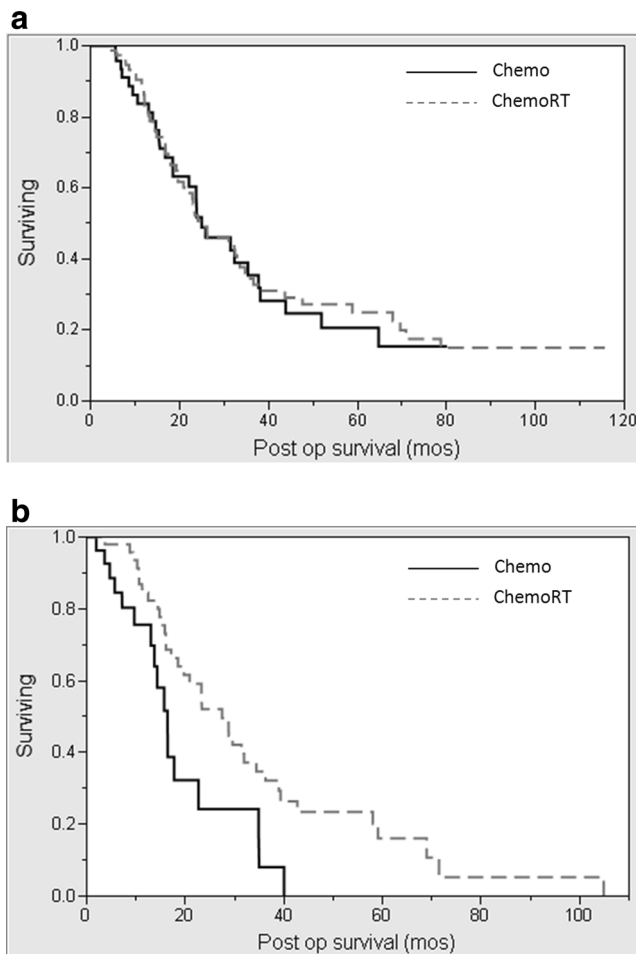 a
1.0
0.8
0.6
0.4
0.2
0.0
Surviving
Chemo
ChemoRT
0 20 40 60 80 100 120
Post op survival (mos)
b
1.0
0.8
0.6
0.4
0.2
0.0
Surviving
Chemo
ChemoRT
0 20 40 60 80 100
Post op survival (mos)